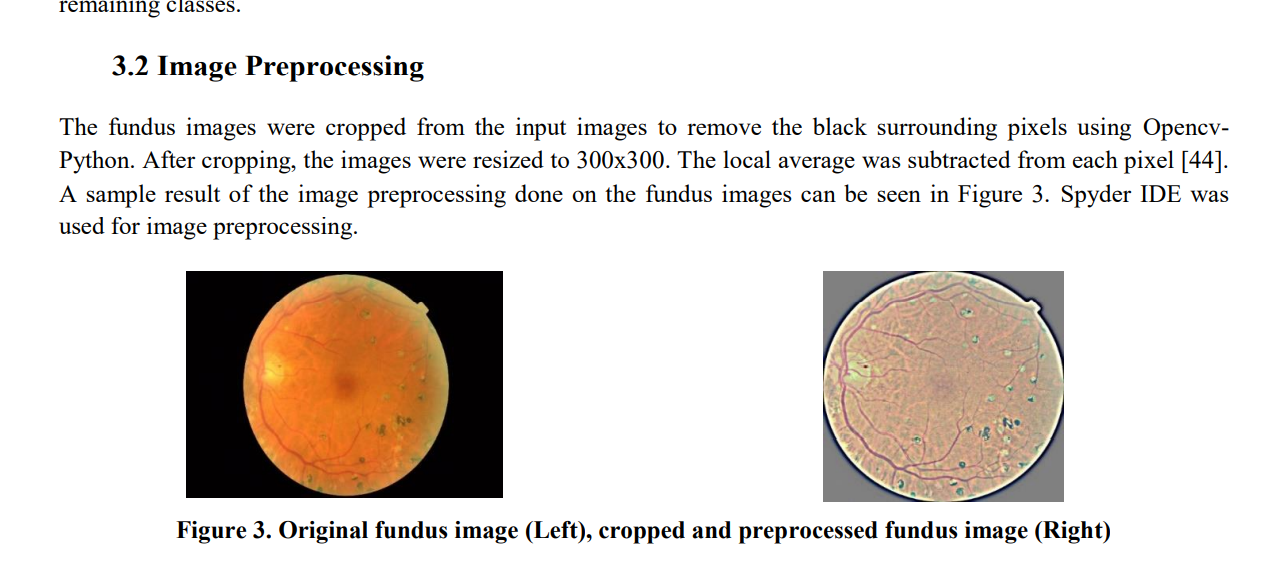 remaining classes.
3.2 Image Preprocessing
The fundus images were cropped from the input images to remove the black surrounding pixels using Opencv-
Python. After cropping, the images were resized to 300x300. The local average was subtracted from each pixel [44].
A sample result of the image preprocessing done on the fundus images can be seen in Figure 3. Spyder IDE was
used for image preprocessing.
Figure 3. Original fundus image (Left), cropped and preprocessed fundus image (Right)